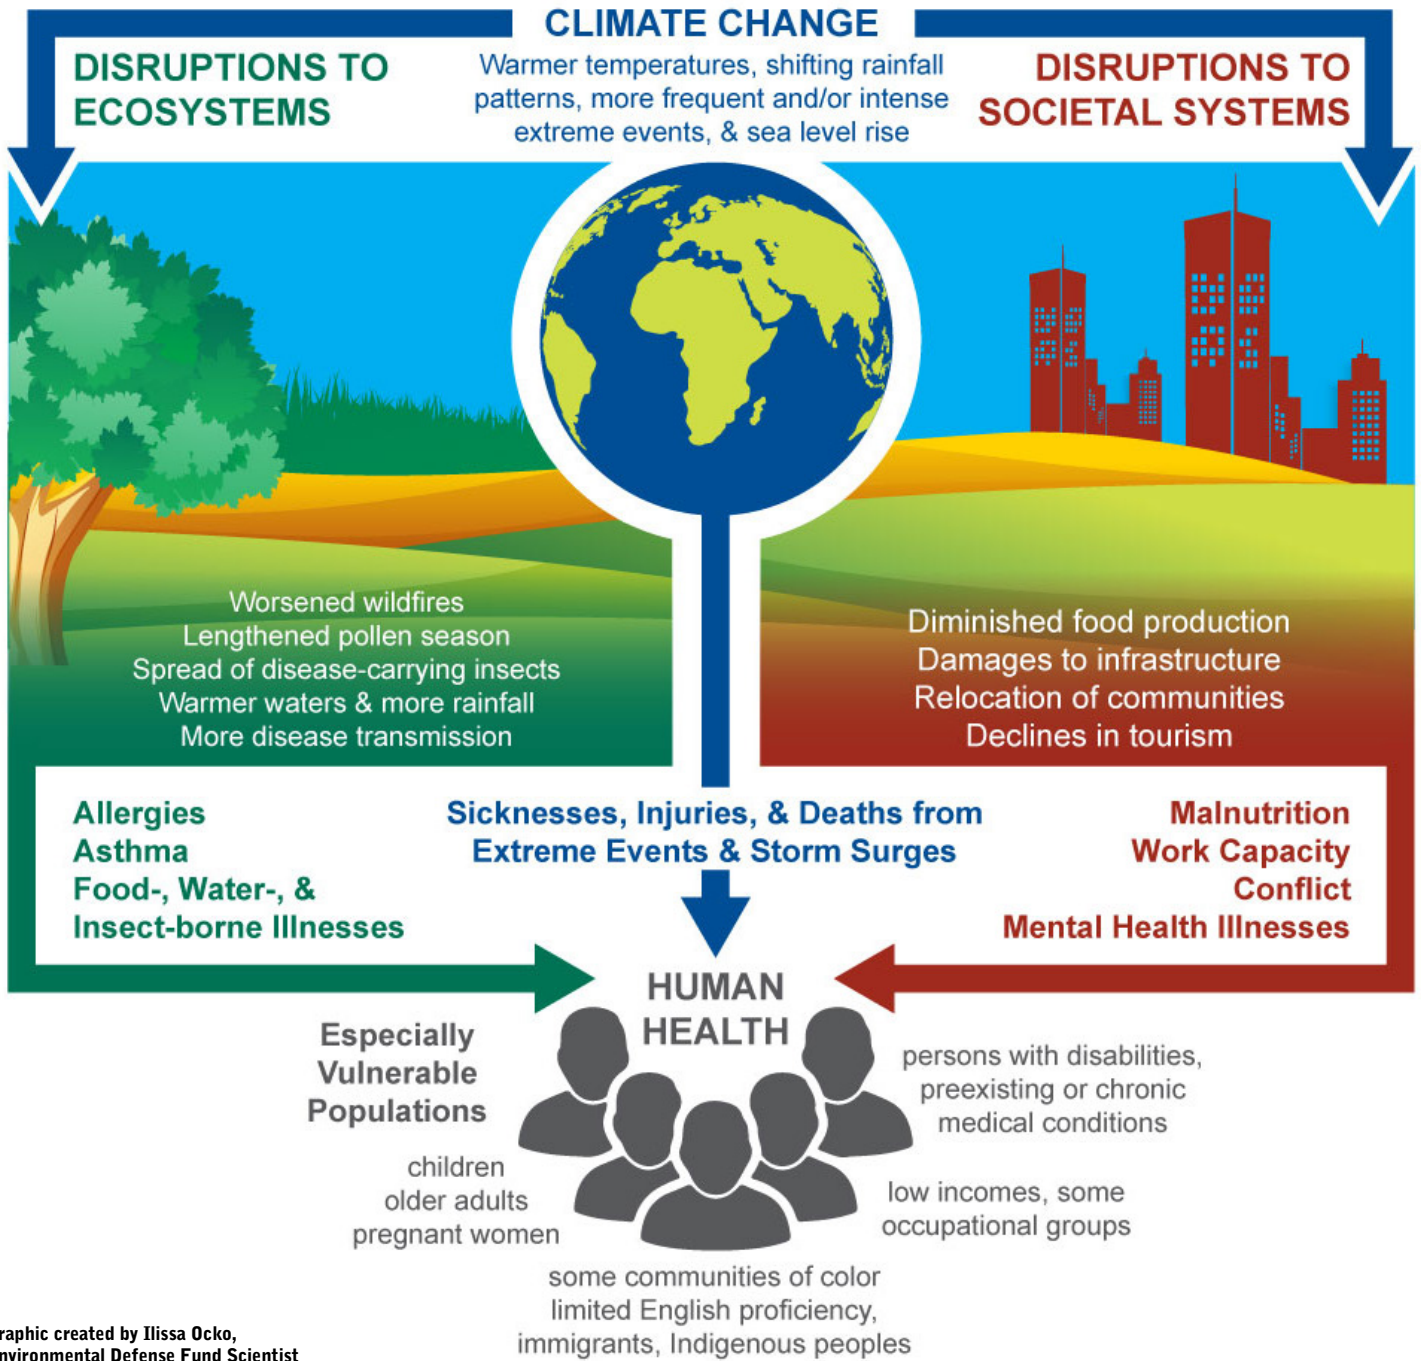 CLIMATE CHANGE
Warmer temperatures, shifting rainfall
patterns, more frequent and/or intense
extreme events, & sea level rise
DISRUPTIONS TO
ECOSYSTEMS
DISRUPTIONS TO
SOCIETAL SYSTEMS
Worsened wildfires
Lengthened pollen season
Spread of disease-carrying insects
Warmer waters & more rainfall
More disease transmission
Diminished food production
Damages to infrastructure
Relocation of communities
Declines in tourism
Allergies
Asthma
Food-, Water-, &
Insect-borne Illnesses
Sicknesses, Injuries, & Deaths from
Extreme Events & Storm Surges
Malnutrition
Work Capacity
Conflict
Mental Health Illnesses
HUMAN
HEALTH
Especially
Vulnerable
Populations
children
older adults
pregnant women
persons with disabilities,
preexisting or chronic
medical conditions
low incomes, some
occupational groups
some communities of color
limited English proficiency,
immigrants, Indigenous peoples
raphic created by Ilissa Ocko,
nvironmental Defense Fund Scientist